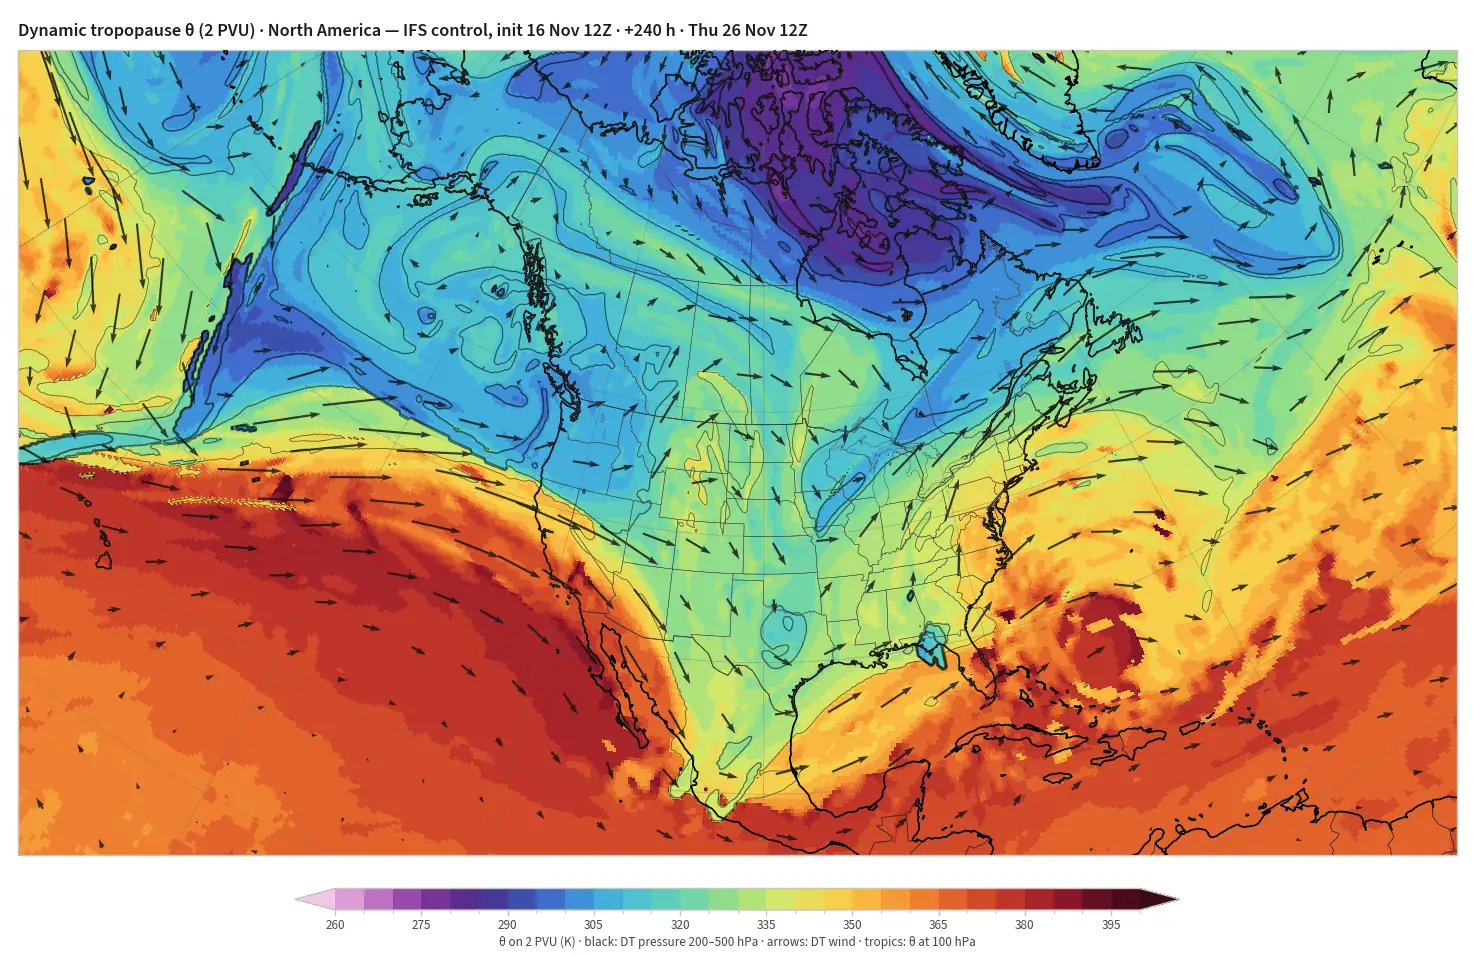 Dynamic tropopause θ (2 PVU) · North America — IFS control, init 16 Nov 12Z · +240 h · Thu 26 Nov 12Z
260 275 290 305 320 335 350 365 380 395
θ on 2 PVU (K) · black: DT pressure 200–500 hPa · arrows: DT wind · tropics: θ at 100 hPa